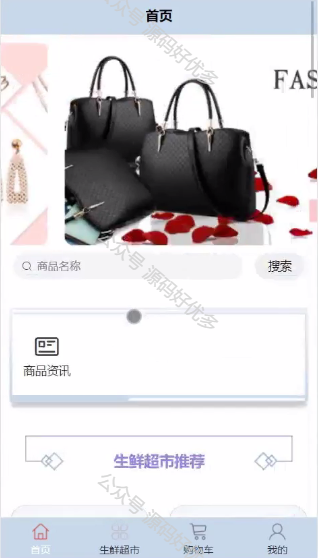 首页
公众号:源码好优多
FAS
商品名称
搜索
公众号:源码好优多
商品资讯
生鲜超市推荐
公众号:源码好优多
首页
生鲜超市
购物车
我的